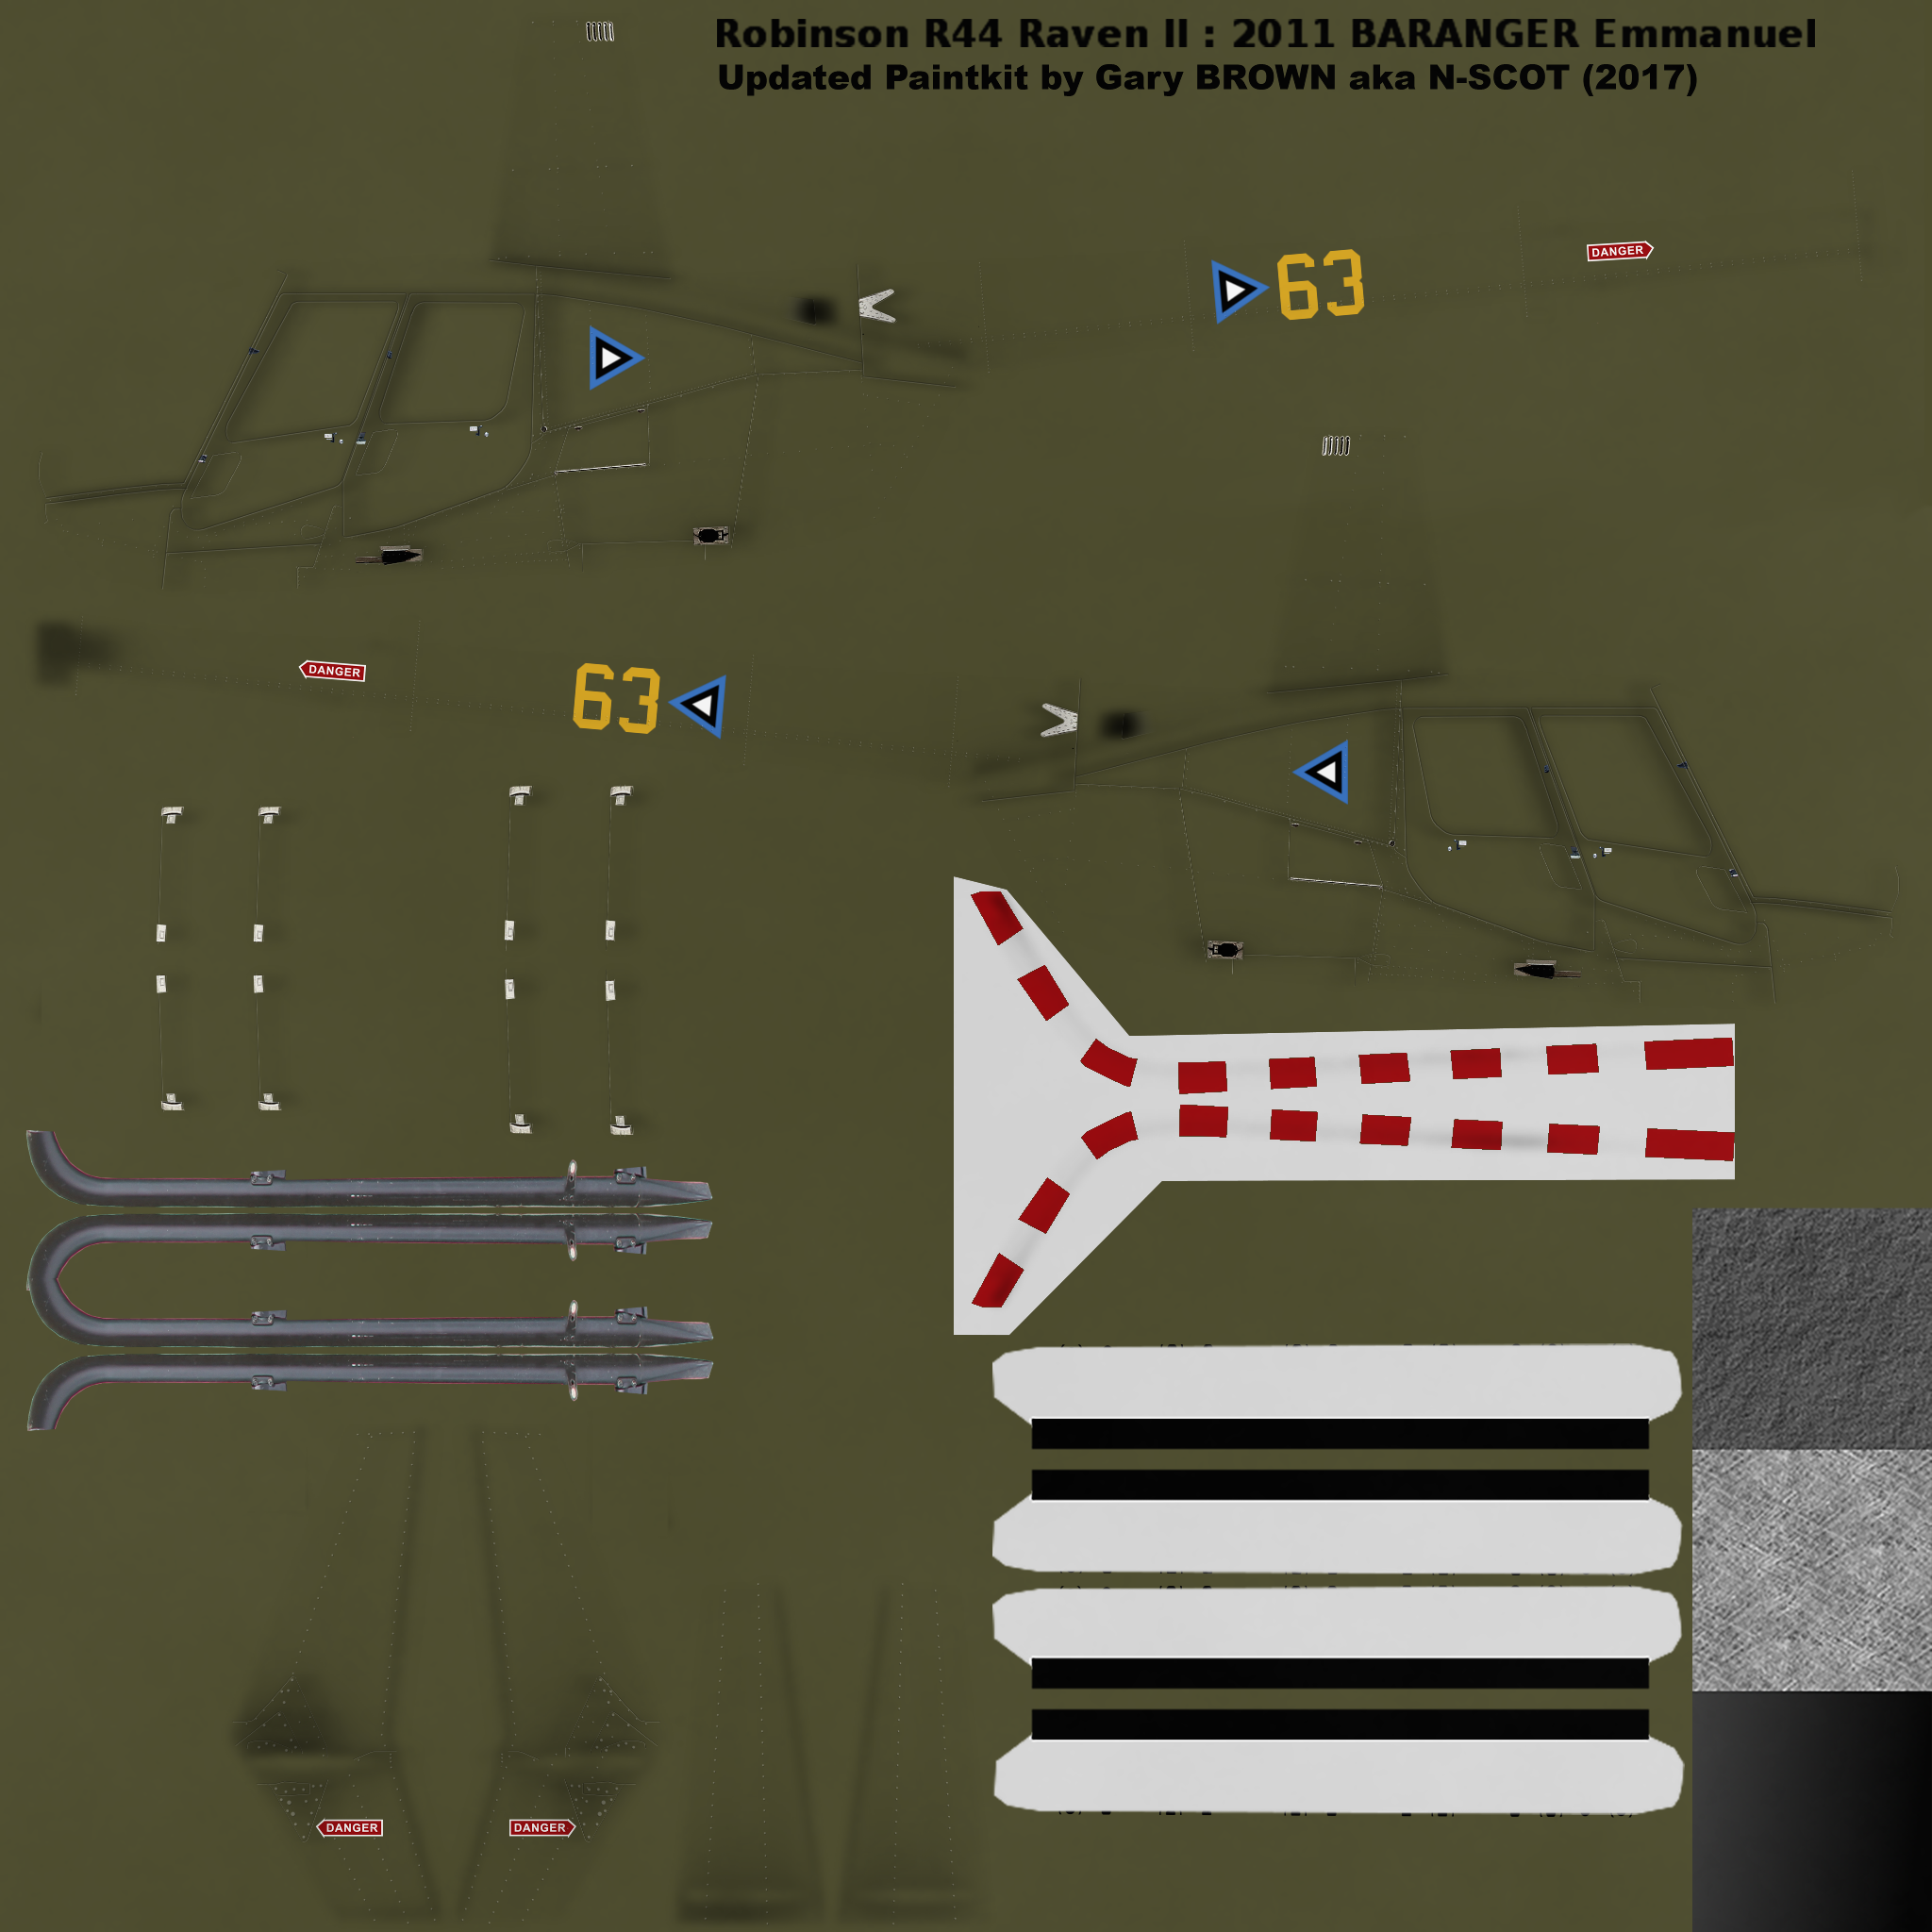 Robinson R44 Raven II : 2011 BARANGER Emmanuel
Updated Paintkit by Gary BROWN aka N-SCOT (2017)
DANGER
63
DANGER
63
DANGER
DANGER